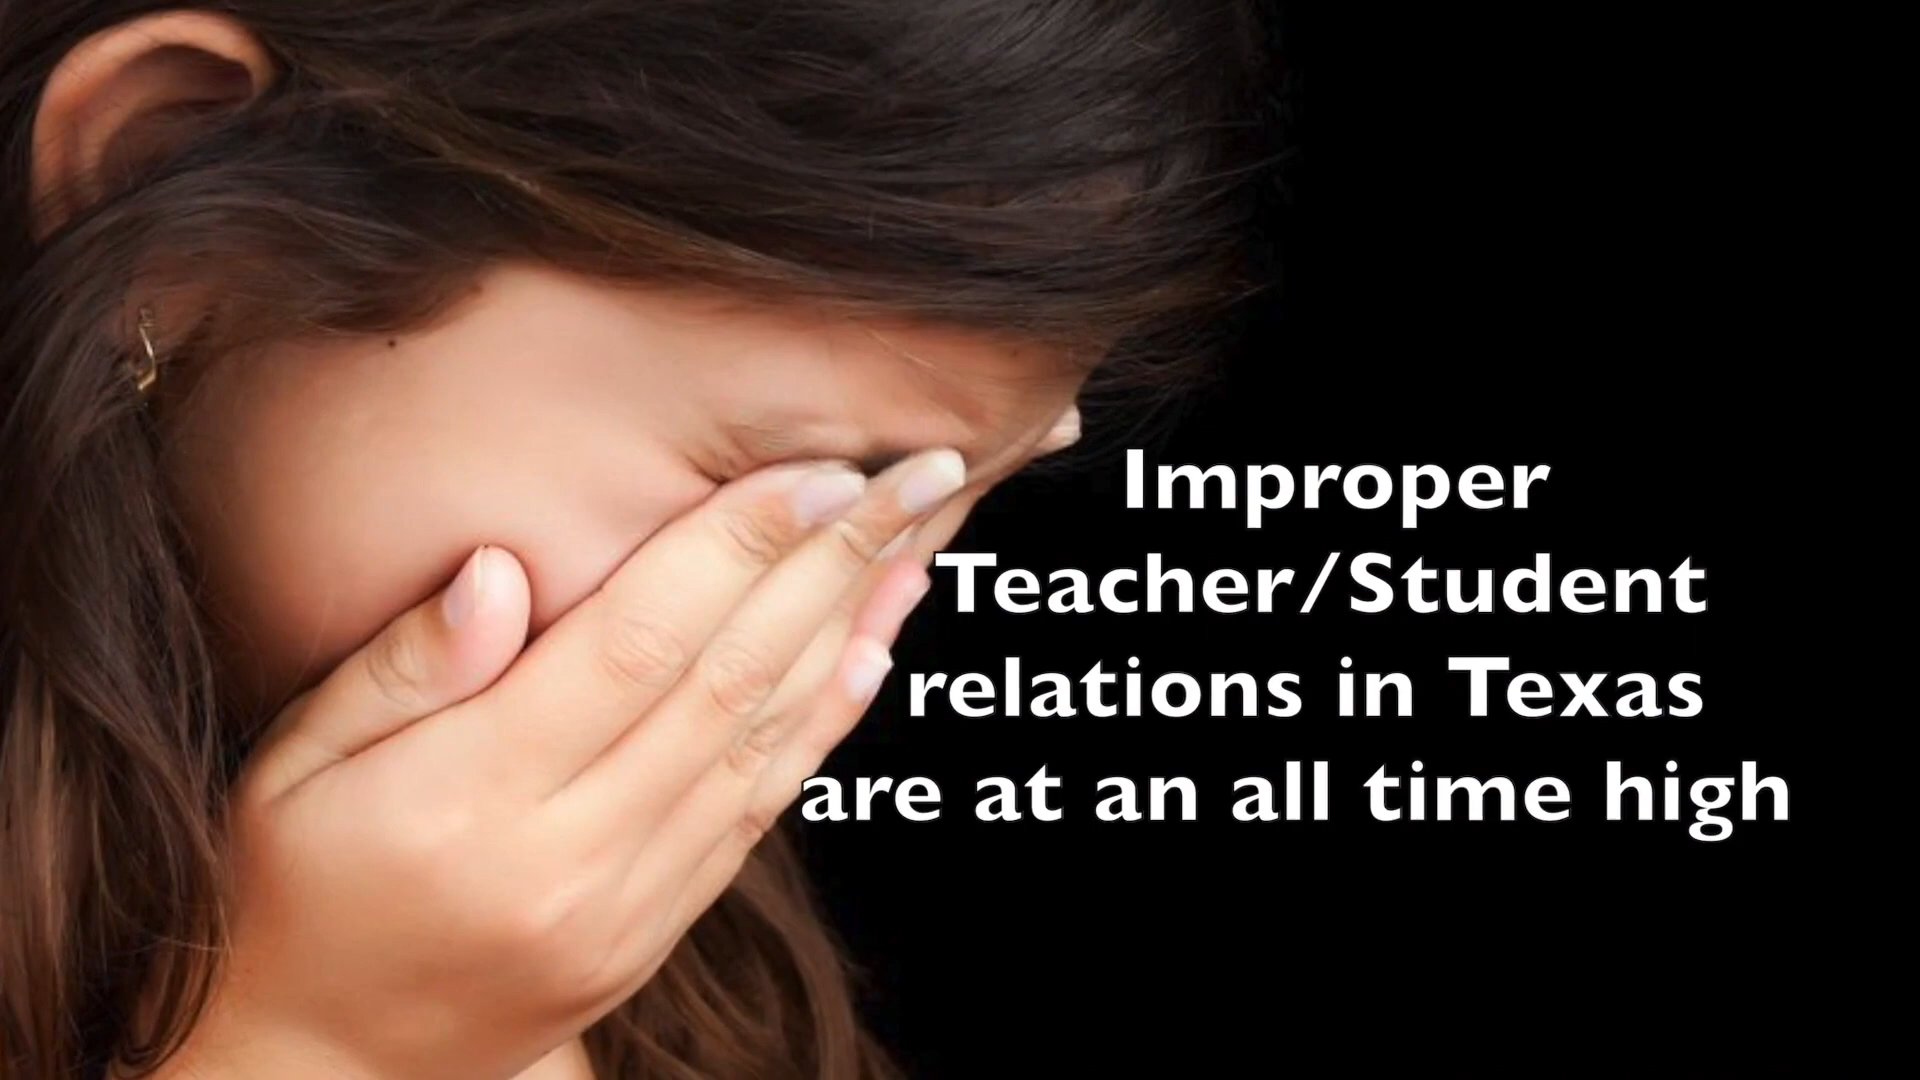 Improper
Teacher/Student
relations in Texas
are at an all time high